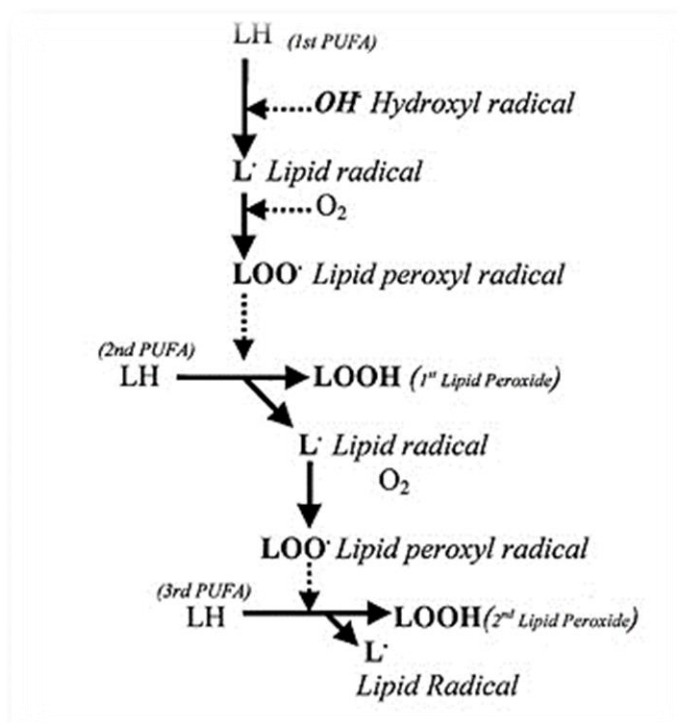 LH (1st PUFA)
OH· Hydroxyl radical
L· Lipid radical
O₂
LOO· Lipid peroxyl radical
(2nd PUFA)
LH LOOH (1st Lipid Peroxide)
L· Lipid radical
O₂
LOO· Lipid peroxyl radical
(3rd PUFA)
LH LOOH (2nd Lipid Peroxide)
L·
Lipid Radical